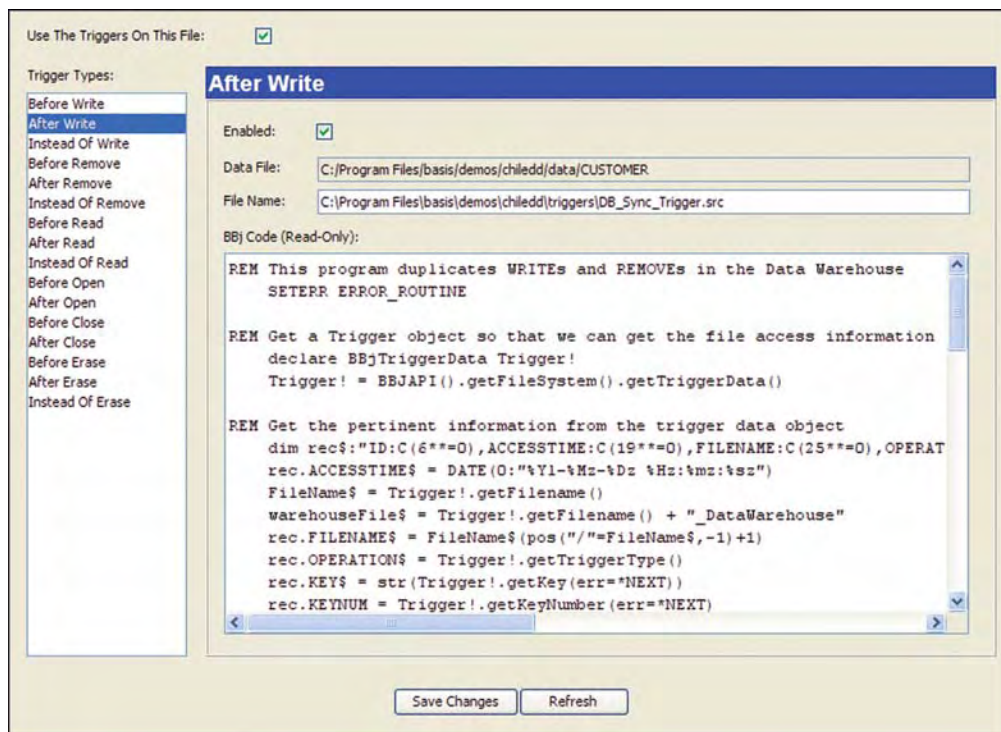 Use The Triggers On This File:
Trigger Types:
Before Write
After Write
Instead Of Write
Before Remove
After Remove
Instead Of Remove
Before Read
After Read
Instead Of Read
Before Open
After Open
Before Close
After Close
Before Erase
After Erase
Instead Of Erase
After Write
Enabled:
Data File: C:/Program Files/basis/demos/chiledd/data/CUSTOMER
File Name: C:\Program Files\basis\demos\chiledd\triggers\DB_Sync_Trigger.src
BBj Code (Read-Only):
REM This program duplicates WRITEs and REMOVEs in the Data Warehouse
SETERR ERROR_ROUTINE
REM Get a Trigger object so that we can get the file access information
declare BBjTriggerData Trigger!
Trigger! = BBJAPI().getFileSystem().getTriggerData()
REM Get the pertinent information from the trigger data object
dim rec$:"ID:C(6**=0),ACCESSTIME:C(19**=0),FILENAME:C(25**=0),OPERAT
rec.ACCESSTIME$ = DATE(0:"%Yl-%Mz-%Dz %Hz:%mz:%sz")
FileName$ = Trigger!.getFilename()
warehouseFile$ = Trigger!.getFilename() + "_DataWarehouse"
rec.FILENAME$ = FileName$(pos("/"=FileName$,-1)+1)
rec.OPERATION$ = Trigger!.getTriggerType()
rec.KEY$ = str(Trigger!.getKey(err=*NEXT))
rec.KEYNUM = Trigger!.getKeyNumber(err=*NEXT)
Save Changes
Refresh